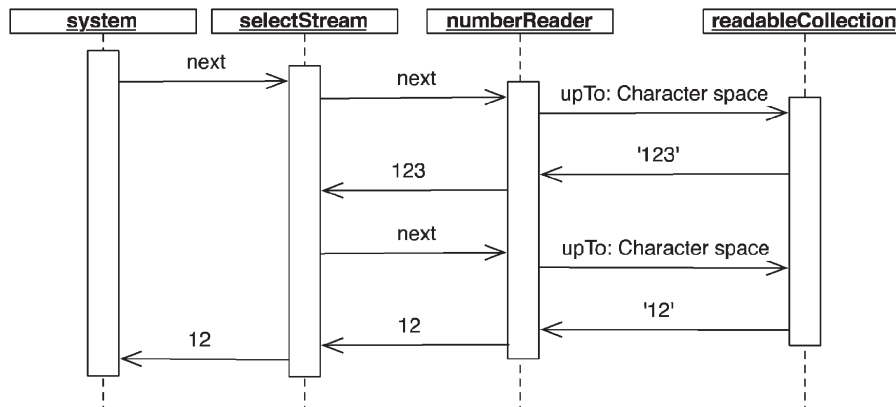 system
selectStream
numberReader
readableCollection
next
next
upTo: Character space
'123'
123
next
upTo: Character space
'12'
12
12